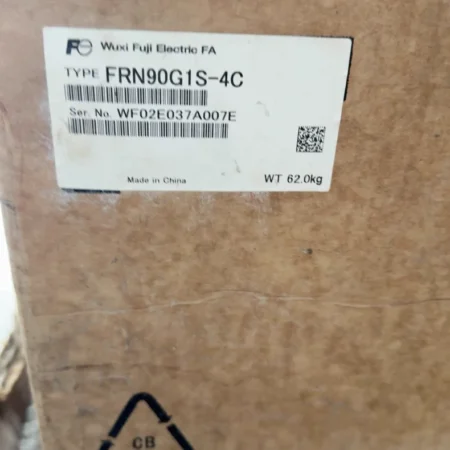 Wuxi Fuji Electric FA
TYPE FRN90G1S-4C
Ser. No. WF02E037A007E
Made in China
WT 62.0kg
CB